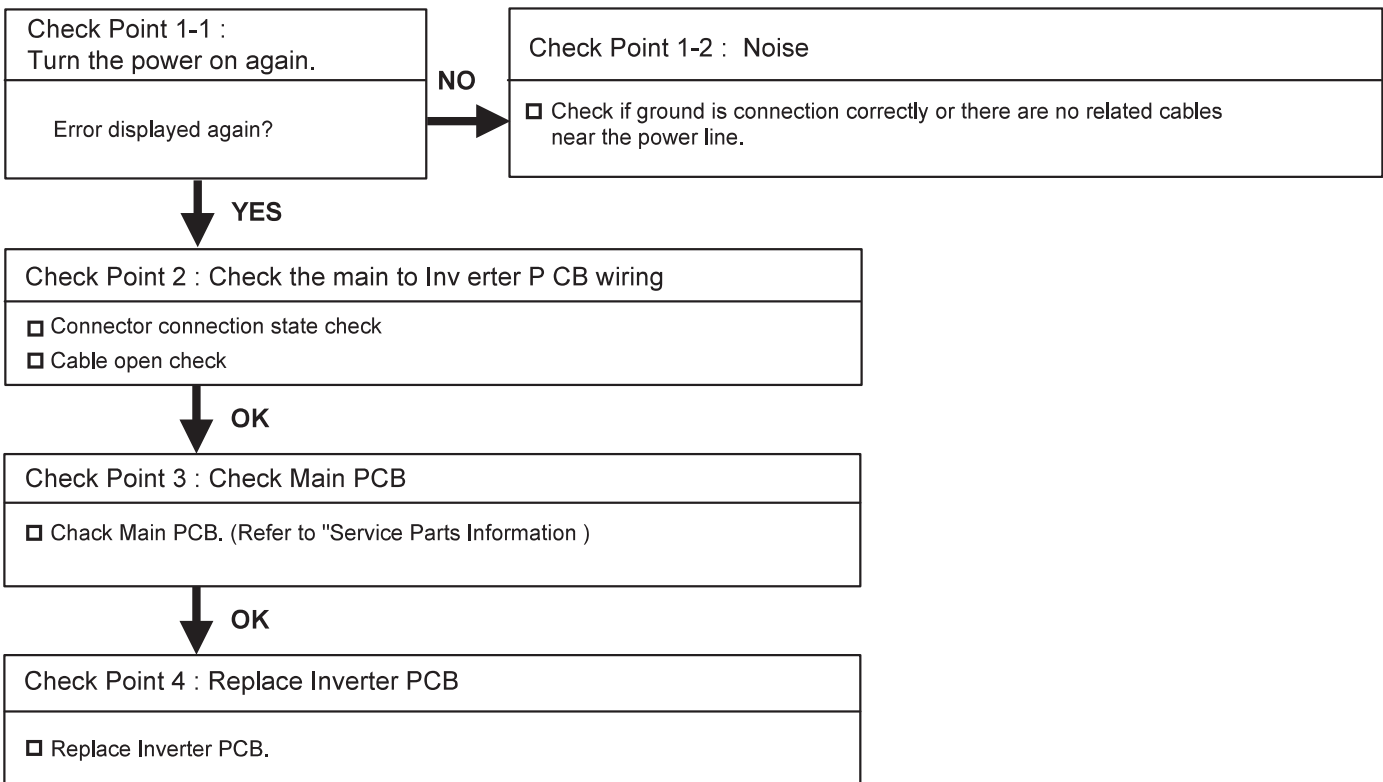 Check Point 1-1 :
Turn the power on again.
Error displayed again?
NO
Check Point 1-2 : Noise
Check if ground is connection correctly or there are no related cables
near the power line.
YES
Check Point 2 : Check the main to Inv erter P CB wiring
Connector connection state check
Cable open check
OK
Check Point 3 : Check Main PCB
Chack Main PCB. (Refer to "Service Parts Information )
OK
Check Point 4 : Replace Inverter PCB
Replace Inverter PCB.